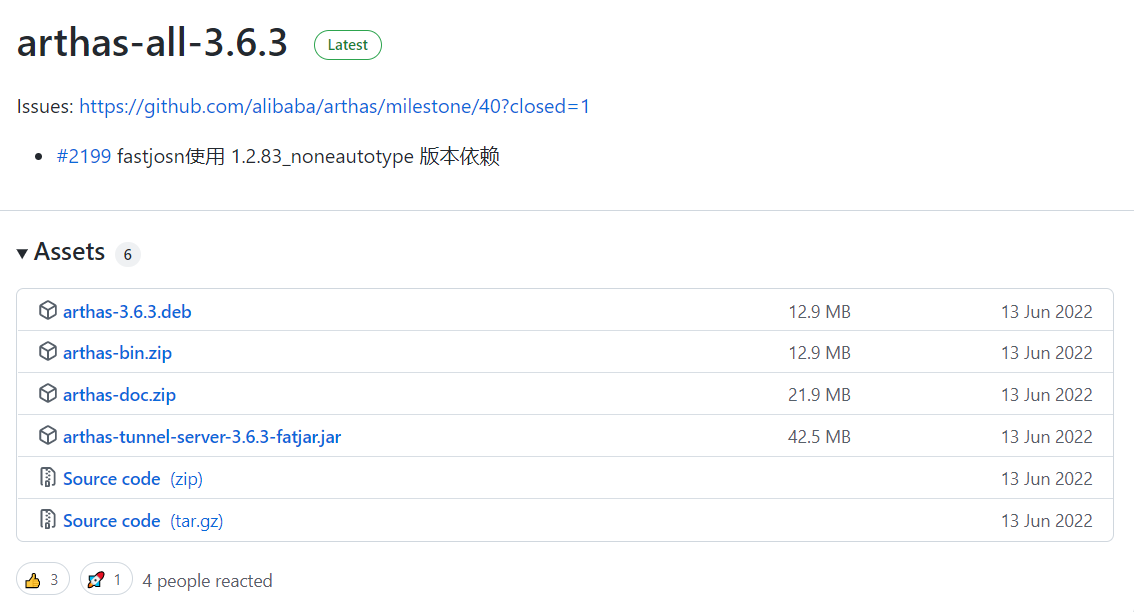 arthas-all-3.6.3 Latest
Issues: https://github.com/alibaba/arthas/milestone/40?closed=1
#2199 fastjosn使用 1.2.83_noneautotype 版本依赖
Assets 6
arthas-3.6.3.deb 12.9 MB 13 Jun 2022
arthas-bin.zip 12.9 MB 13 Jun 2022
arthas-doc.zip 21.9 MB 13 Jun 2022
arthas-tunnel-server-3.6.3-fatjar.jar 42.5 MB 13 Jun 2022
Source code (zip) 13 Jun 2022
Source code (tar.gz) 13 Jun 2022
3 1 4 people reacted